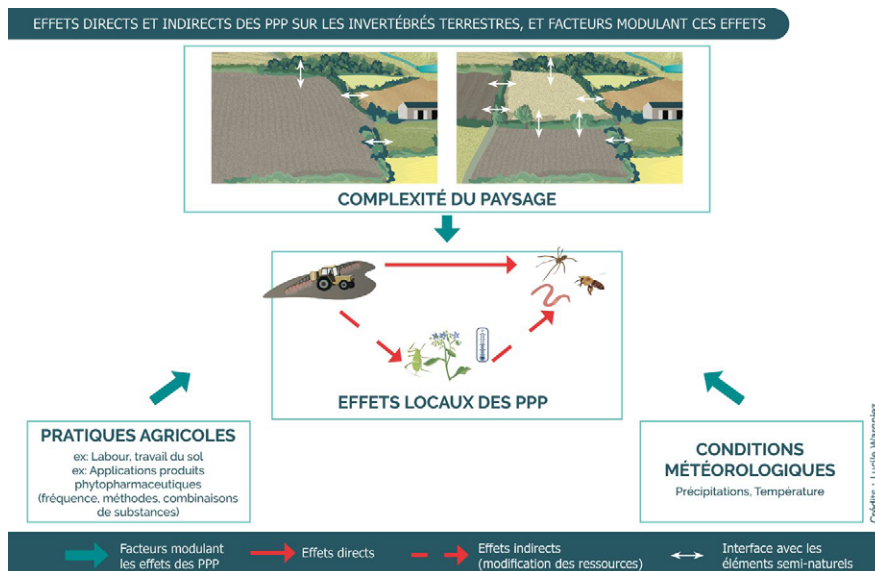 EFFETS DIRECTS ET INDIRECTS DES PPP SUR LES INVERTÉBRÉS TERRESTRES, ET FACTEURS MODULANT CES EFFETS
COMPLEXITÉ DU PAYSAGE
EFFETS LOCAUX DES PPP
PRATIQUES AGRICOLES
ex: Labour, travail du sol
ex: Applications produits
phytopharmaceutiques
(fréquence, méthodes, combinaisons
de substances)
CONDITIONS
MÉTÉOROLOGIQUES
Précipitations, Température
Crédits : Lucile Wargniez
Facteurs modulant
les effets des PPP
Effets directs
Effets indirects
(modification des ressources)
Interface avec les
éléments semi-naturels